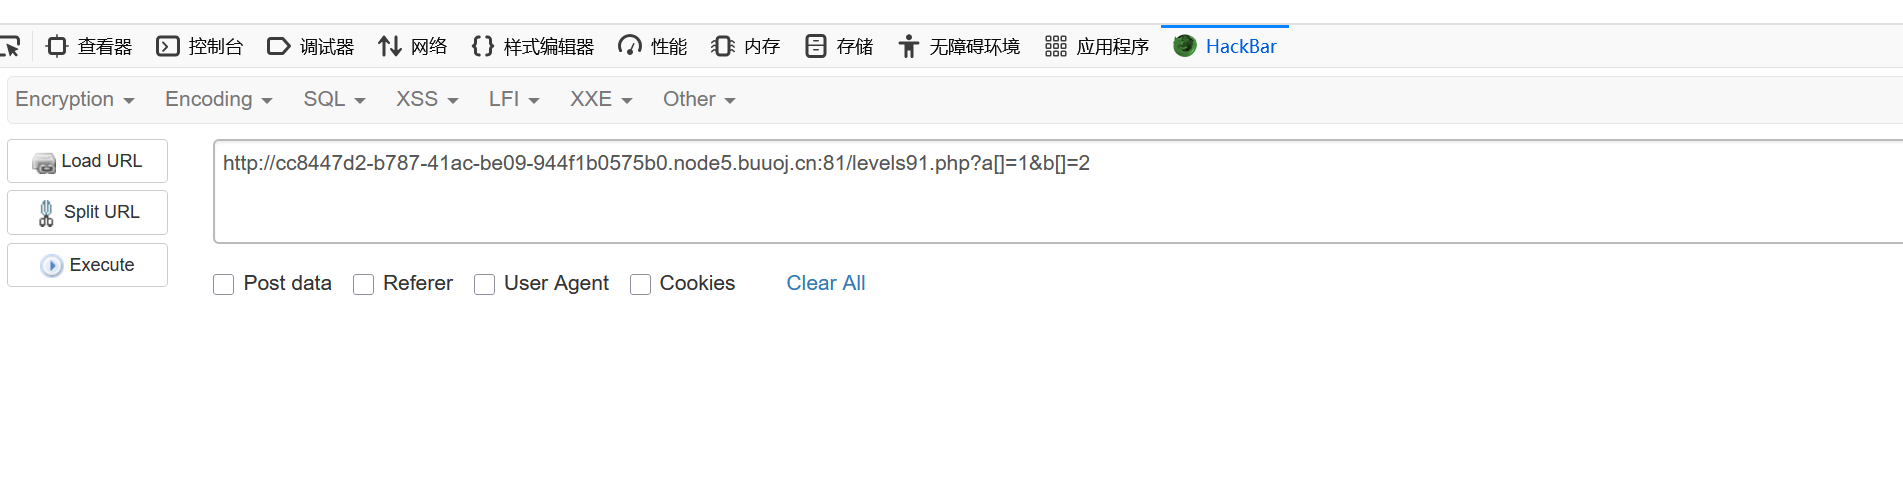 查看器 控制台 调试器 网络 样式编辑器 性能 内存 存储 无障碍环境 应用程序 HackBar
Encryption Encoding SQL XSS LFI XXE Other
Load URL
http://cc8447d2-b787-41ac-be09-944f1b0575b0.node5.buuoj.cn:81/levels91.php?a[]=1&b[]=2
Split URL
Execute
Post data Referer User Agent Cookies Clear All